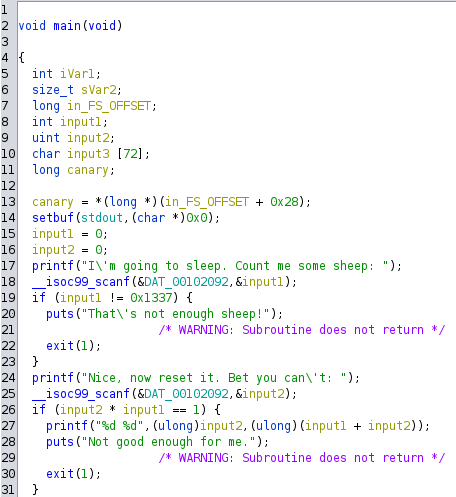 1
2 void main(void)
3
4 {
5   int iVar1;
6   size_t sVar2;
7   long in_FS_OFFSET;
8   int input1;
9   uint input2;
10   char input3 [72];
11   long canary;
12
13   canary = *(long *)(in_FS_OFFSET + 0x28);
14   setbuf(stdout,(char *)0x0);
15   input1 = 0;
16   input2 = 0;
17   printf("I\'m going to sleep. Count me some sheep: ");
18   __isoc99_scanf(&DAT_00102092,&input1);
19   if (input1 != 0x1337) {
20     puts("That\'s not enough sheep!");
21                     /* WARNING: Subroutine does not return */
22     exit(1);
23   }
24   printf("Nice, now reset it. Bet you can\'t: ");
25   __isoc99_scanf(&DAT_00102092,&input2);
26   if (input2 * input1 == 1) {
27     printf("%d %d",(ulong)input2,(ulong)(input1 + input2));
28     puts("Not good enough for me.");
29                     /* WARNING: Subroutine does not return */
30     exit(1);
31   }